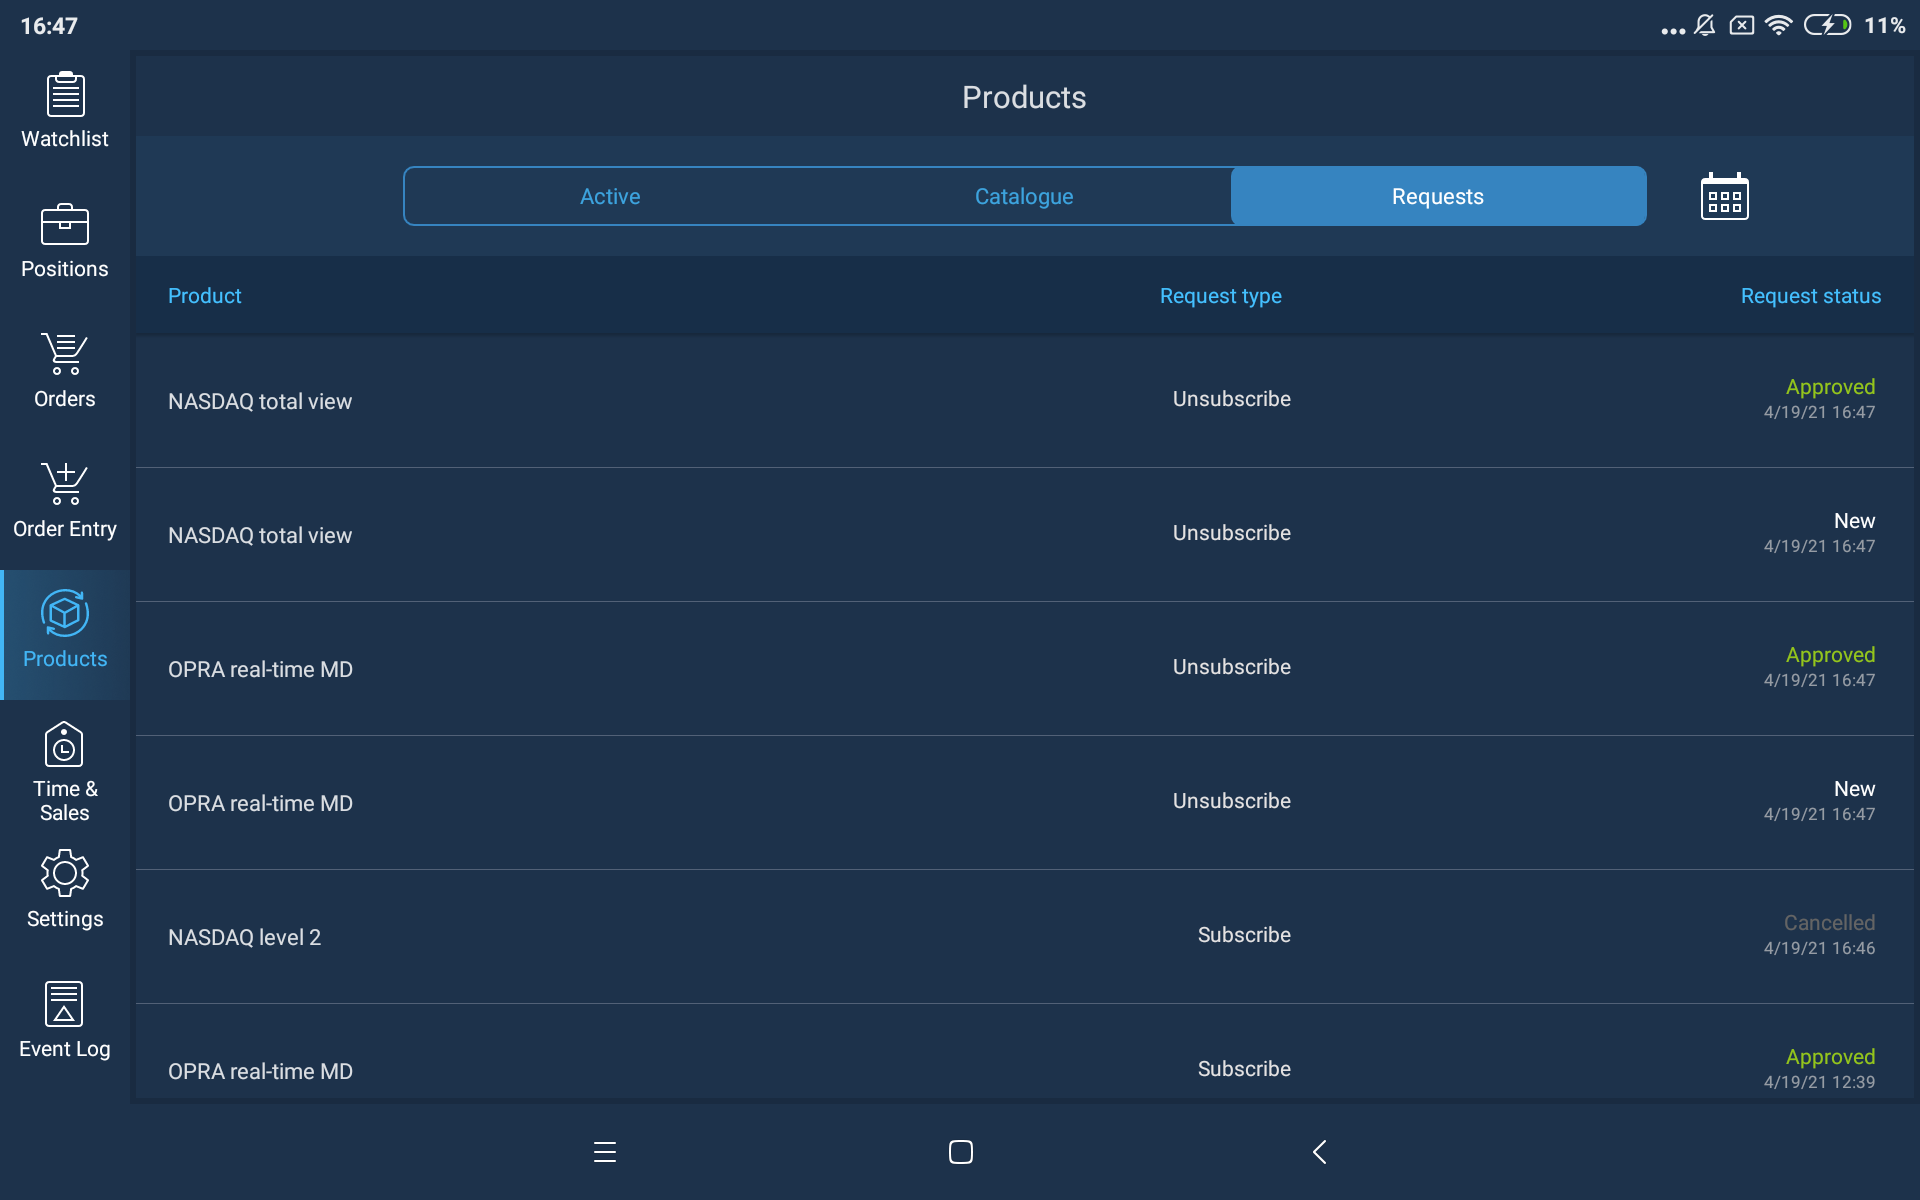 16:47
11%
Watchlist
Positions
Orders
Order Entry
Products
Time &
Sales
Settings
Event Log
Products
Active
Catalogue
Requests
Product
Request type
Request status
NASDAQ total view
Unsubscribe
Approved
4/19/21 16:47
NASDAQ total view
Unsubscribe
New
4/19/21 16:47
OPRA real-time MD
Unsubscribe
Approved
4/19/21 16:47
OPRA real-time MD
Unsubscribe
New
4/19/21 16:47
NASDAQ level 2
Subscribe
Cancelled
4/19/21 16:46
OPRA real-time MD
Subscribe
Approved
4/19/21 12:39